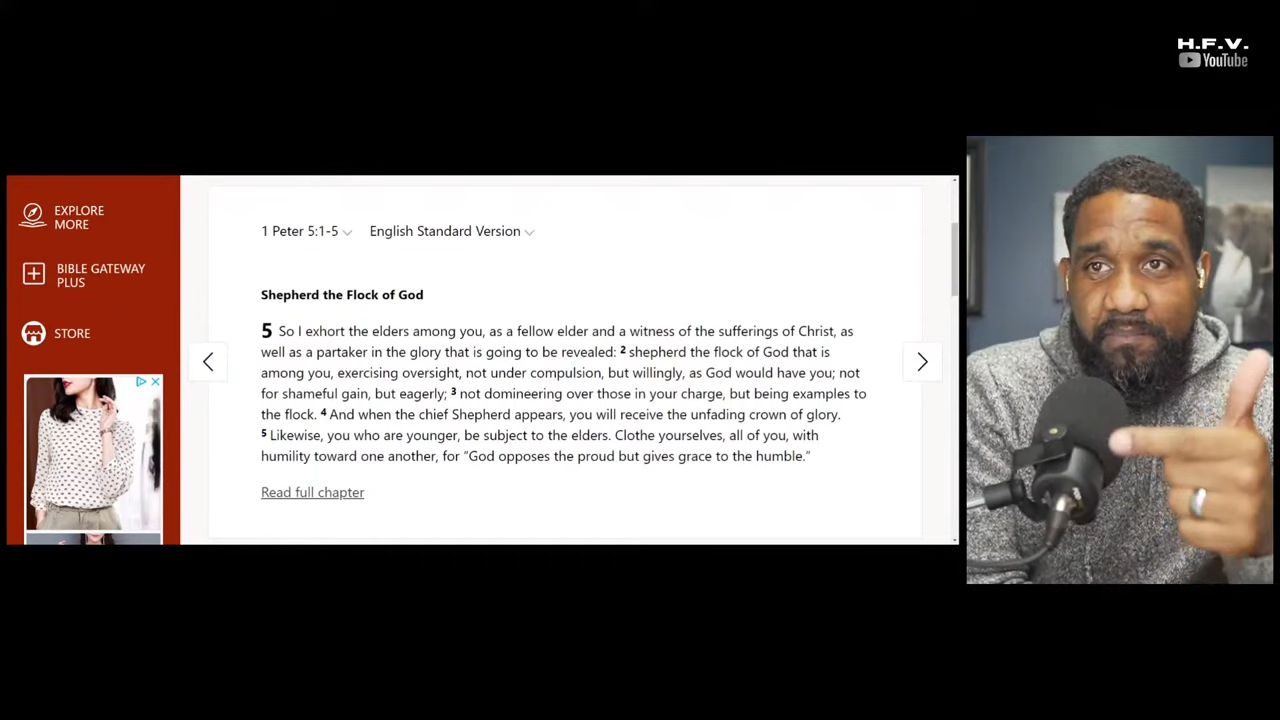 H.F.V.
YouTube
EXPLORE
MORE
BIBLE GATEWAY
PLUS
STORE
1 Peter 5:1-5 English Standard Version
Shepherd the Flock of God
5 So I exhort the elders among you, as a fellow elder and a witness of the sufferings of Christ, as
well as a partaker in the glory that is going to be revealed: 2 shepherd the flock of God that is
among you, exercising oversight, not under compulsion, but willingly, as God would have you; not
for shameful gain, but eagerly; 3 not domineering over those in your charge, but being examples to
the flock. 4 And when the chief Shepherd appears, you will receive the unfading crown of glory.
5 Likewise, you who are younger, be subject to the elders. Clothe yourselves, all of you, with
humility toward one another, for “God opposes the proud but gives grace to the humble.”
Read full chapter